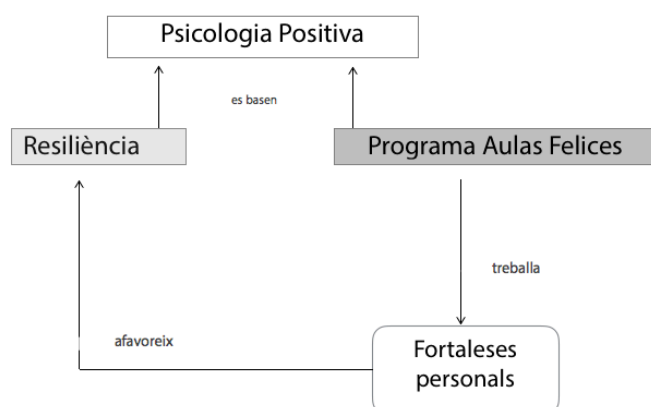 Psicologia Positiva
es basen
Resiliència
Programa Aulas Felices
treballa
afavoreix
Fortaleses
personals